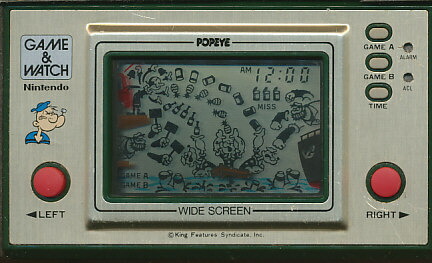 GAME
&
WATCH
Nintendo
POPEYE
AM 12:00
MISS
GAME A
GAME B
GAME A
ALARM
GAME B
ACL
TIME
◄LEFT
WIDE SCREEN
RIGHT►
©King Features Syndicate, Inc.